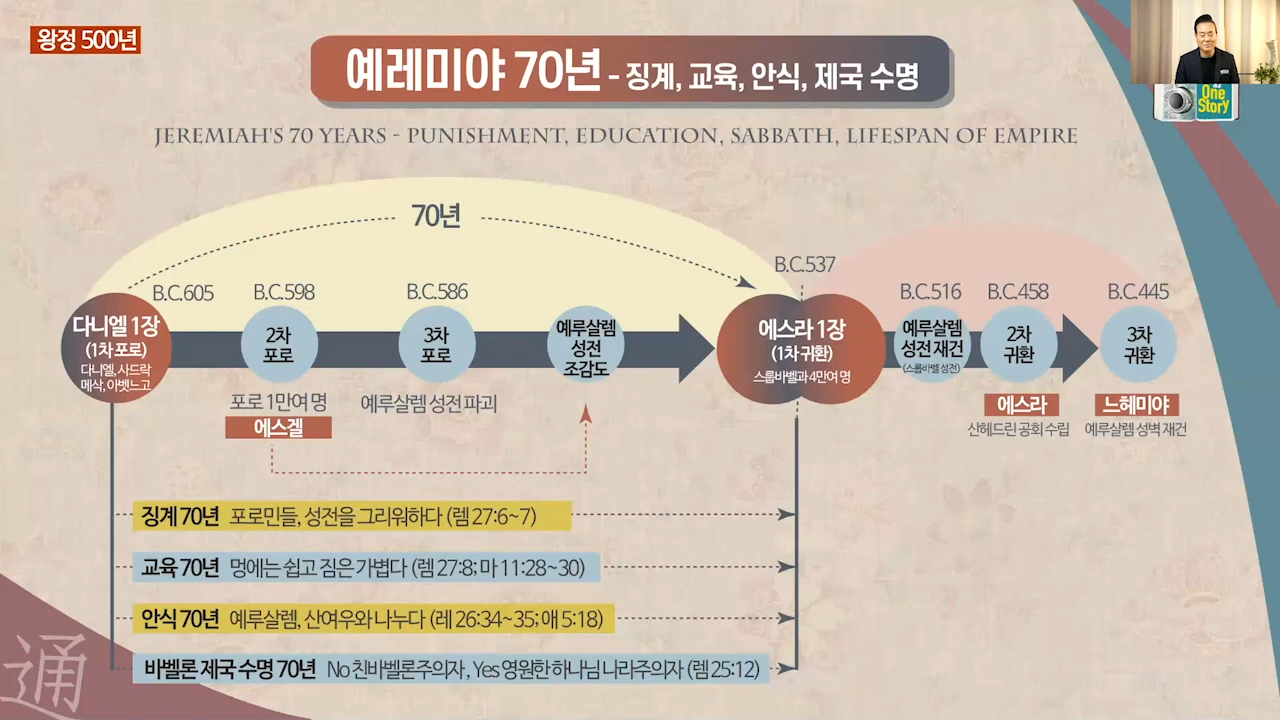 왕정 500년
예레미야 70년 - 징계, 교육, 안식, 제국 수명
One
Story
JEREMIAH'S 70 YEARS - PUNISHMENT, EDUCATION, SABBATH, LIFESPAN OF EMPIRE
70년
B.C.605
B.C.598
B.C.586
B.C.537
B.C.516
B.C.458
B.C.445
다니엘 1장
(1차 포로)
다니엘, 사드락
메삭, 아벳느고
2차
포로
3차
포로
예루살렘
성전
조감도
에스라 1장
(1차 귀환)
스룹바벨과 4만여 명
예루살렘
성전 재건
(스룹바벨 성전)
2차
귀환
3차
귀환
포로 1만여 명
에스겔
예루살렘 성전 파괴
에스라
산헤드린 공회 수립
느헤미야
예루살렘 성벽 재건
징계 70년 포로민들, 성전을 그리워하다 (렘 27:6~7)
교육 70년 멍에는 쉽고 짐은 가볍다 (렘 27:8; 마 11:28~30)
안식 70년 예루살렘, 산여우와 나누다 (레 26:34~35; 애 5:18)
바벨론 제국 수명 70년 No 친바벨론주의자, Yes 영원한 하나님 나라주의자 (렘 25:12)
通